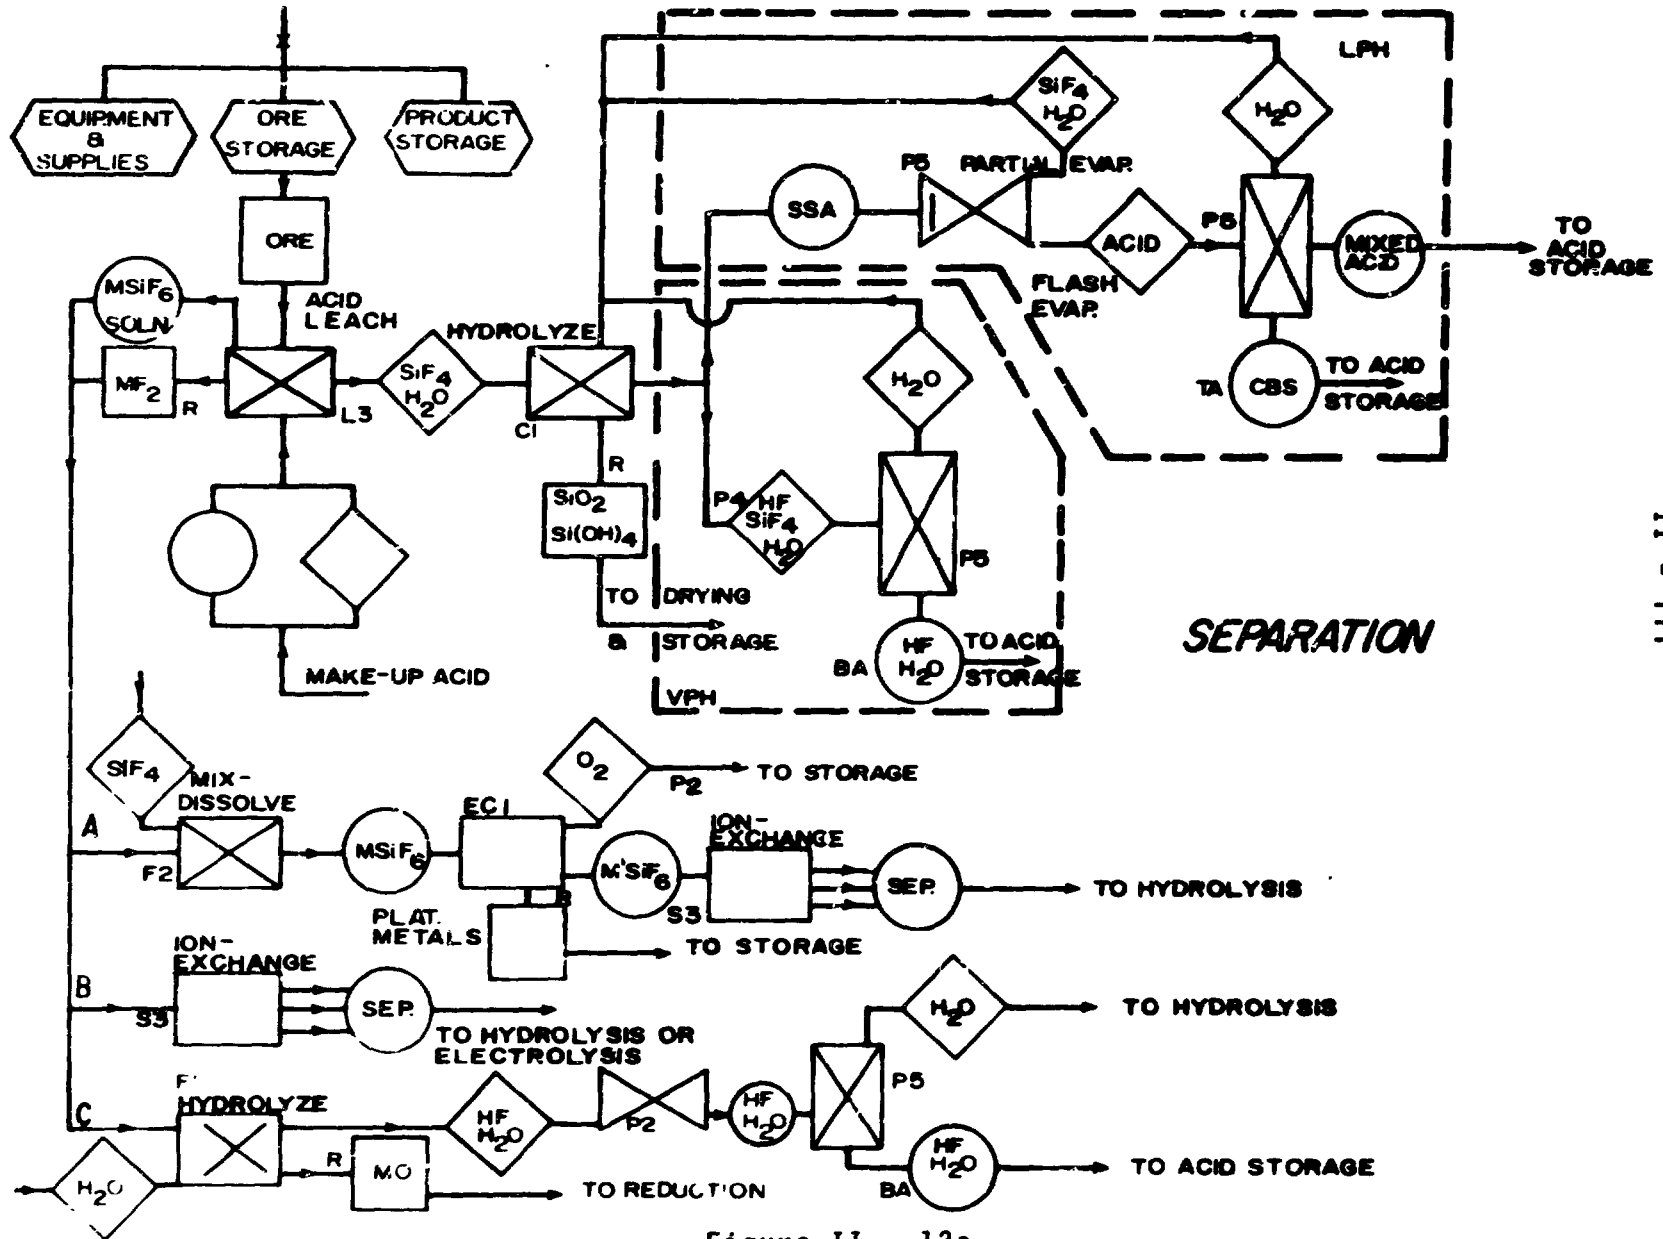 LPH
EQUIPMENT
&
SUPPLIES
ORE
STORAGE
PRODUCT
STORAGE
SiF4
H2O
H2O
P5
PARTIAL EVAP.
SSA
ORE
ACID
P6
MIXED
ACID
TO
ACID
STORAGE
MSiF6
SOLN.
ACID
LEACH
FLASH
EVAP.
HYDROLYZE
MF2
R
L3
SiF4
H2O
C1
H2O
TA
CBS
TO ACID
STORAGE
R
SiO2
Si(OH)4
P4
HF
SiF4
H2O
P5
TO DRYING
& STORAGE
SEPARATION
MAKE-UP ACID
BA
HF
H2O
TO ACID
STORAGE
VPH
SiF4
MIX-
DISSOLVE
O2
P2
TO STORAGE
A
F2
MSiF6
EC1
M'SiF6
S3
ION-
EXCHANGE
SEP.
TO HYDROLYSIS
PLAT.
METALS
TO STORAGE
B
S3
ION-
EXCHANGE
SEP.
TO HYDROLYSIS OR
ELECTROLYSIS
H2O
TO HYDROLYSIS
C
HYDROLYZE
HF
H2O
P2
HF
H2O
P5
H2O
R
MO
TO REDUCTION
BA
HF
H2O
TO ACID STORAGE